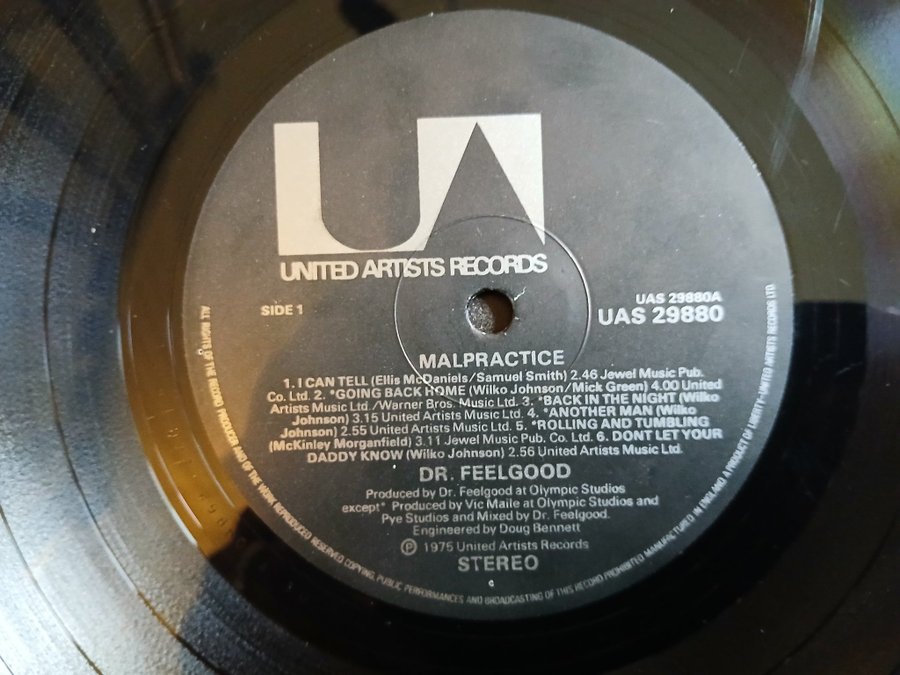 UA
UNITED ARTISTS RECORDS
SIDE 1
UAS 29880A
UAS 29880
MALPRACTICE
1. I CAN TELL (Ellis McDaniels/Samuel Smith) 2.46 Jewel Music Pub.
Co. Ltd. 2. *GOING BACK HOME (Wilko Johnson/Mick Green) 4.00 United
Artists Music Ltd./Warner Bros. Music Ltd. 3. *BACK IN THE NIGHT (Wilko
Johnson) 3.15 United Artists Music Ltd. 4. *ANOTHER MAN (Wilko
Johnson) 2.55 United Artists Music Ltd. 5. *ROLLING AND TUMBLING
(McKinley Morganfield) 3.11 Jewel Music Pub. Co. Ltd. 6. DONT LET YOUR
DADDY KNOW (Wilko Johnson) 2.56 United Artists Music Ltd.
DR. FEELGOOD
Produced by Dr. Feelgood at Olympic Studios
except* Produced by Vic Maile at Olympic Studios and
Pye Studios and Mixed by Dr. Feelgood.
Engineered by Doug Bennett
℗ 1975 United Artists Records
STEREO
c
ALL RIGHTS OF THE RECORD PRODUCER AND OF THE WORK REPRODUCED RESERVED COPYING, PUBLIC PERFORMANCES AND BROADCASTING OF THIS RECORD PROHIBITED MANUFACTURED IN ENGLAND A PRODUCT OF LIBERTY-UNITED ARTISTS RECORDS LTD.